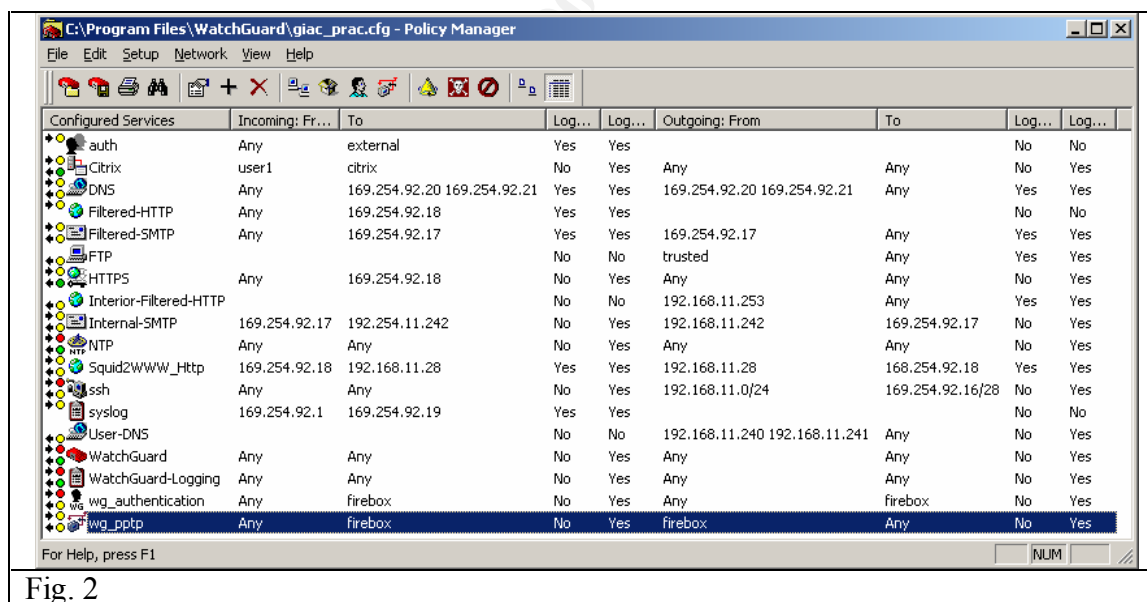 C:\Program Files\WatchGuard\giac_prac.cfg - Policy Manager
File Edit Setup Network View Help
Configured Services Incoming: Fr... To Log... Log... Outgoing: From To Log... Log...
auth Any external Yes Yes No No
Citrix user1 citrix No Yes Any Any No Yes
DNS Any 169.254.92.20 169.254.92.21 Yes Yes 169.254.92.20 169.254.92.21 Any Yes Yes
Filtered-HTTP Any 169.254.92.18 Yes Yes No No
Filtered-SMTP Any 169.254.92.17 Yes Yes 169.254.92.17 Any Yes Yes
FTP No No trusted Any Yes Yes
HTTPS Any 169.254.92.18 No Yes Any Any No Yes
Interior-Filtered-HTTP No No 192.168.11.253 Any Yes Yes
Internal-SMTP 169.254.92.17 192.254.11.242 No Yes 192.168.11.242 169.254.92.17 No Yes
NTP NTP Any Any No Yes Any Any No Yes
Squid2WWW_Http 169.254.92.18 192.168.11.28 Yes Yes 192.168.11.28 168.254.92.18 Yes Yes
ssh Any Any No Yes 192.168.11.0/24 169.254.92.16/28 No Yes
syslog 169.254.92.1 169.254.92.19 Yes Yes No No
User-DNS No No 192.168.11.240 192.168.11.241 Any No Yes
WatchGuard Any Any No Yes Any Any No Yes
WatchGuard-Logging Any Any No Yes Any Any No Yes
WG wg_authentication Any firebox No Yes Any firebox No Yes
wg_pptp Any firebox No Yes firebox Any No Yes
For Help, press F1 NUM
Fig. 2